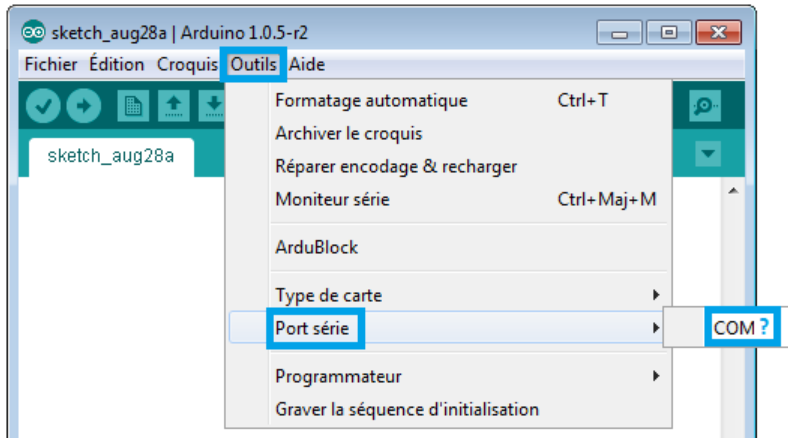 sketch_aug28a | Arduino 1.0.5-r2
Fichier Édition Croquis Outils Aide
sketch_aug28a
Formatage automatique Ctrl+T
Archiver le croquis
Réparer encodage & recharger
Moniteur série Ctrl+Maj+M
ArduBlock
Type de carte
Port série
COM ?
Programmateur
Graver la séquence d'initialisation